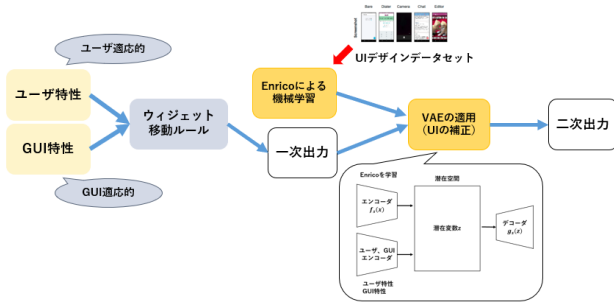 Bare
Dialer
Camera
Chat
Editor
Screenshot
UIデザインデータセット
ユーザ適応的
ユーザ特性
GUI特性
GUI適応的
ウィジェット
移動ルール
Enricoによる
機械学習
一次出力
VAEの適用
(UIの補正)
二次出力
Enricoを学習
潜在空間
エンコーダ
潜在変数z
デコーダ
ユーザ、GUI
エンコーダ
ユーザ特性
GUI特性